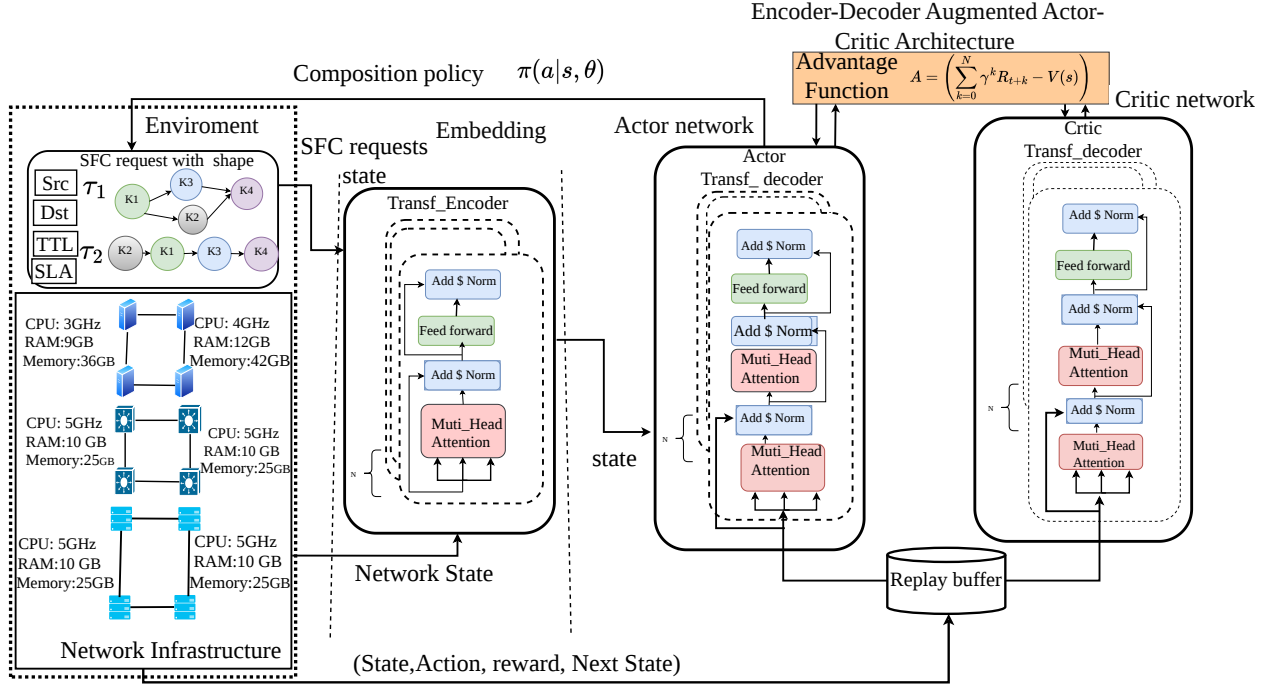 Encoder-Decoder Augmented Actor-
Critic Architecture
Composition policy π(a|s, θ)
Advantage
Function
A = ( ∑_{k=0}^{N} γ^k R_{t+k} − V(s) )
Critic network
Actor network
Enviroment
SFC requests
state
Embedding
SFC request with shape
Src
Dst
TTL
SLA
τ1
K1
K3
K2
K4
τ2
K2
K1
K3
K4
CPU: 3GHz
RAM:9GB
Memory:36GB
CPU: 4GHz
RAM:12GB
Memory:42GB
CPU: 5GHz
RAM:10 GB
Memory:25GB
CPU: 5GHz
RAM:10 GB
Memory:25GB
CPU: 5GHz
RAM:10 GB
Memory:25GB
CPU: 5GHz
RAM:10 GB
Memory:25GB
Network Infrastructure
Transf_Encoder
Add $ Norm
Feed forward
Add $ Norm
Muti_Head
Attention
N
Network State
state
Actor
Transf_ decoder
Add $ Norm
Feed forward
Add $ Norm
Muti_Head
Attention
Add $ Norm
Muti_Head
Attention
N
Crtic
Transf_decoder
Add $ Norm
Feed forward
Add $ Norm
Muti_Head
Attention
Add $ Norm
Muti_Head
Attention
N
Replay buffer
(State,Action, reward, Next State)